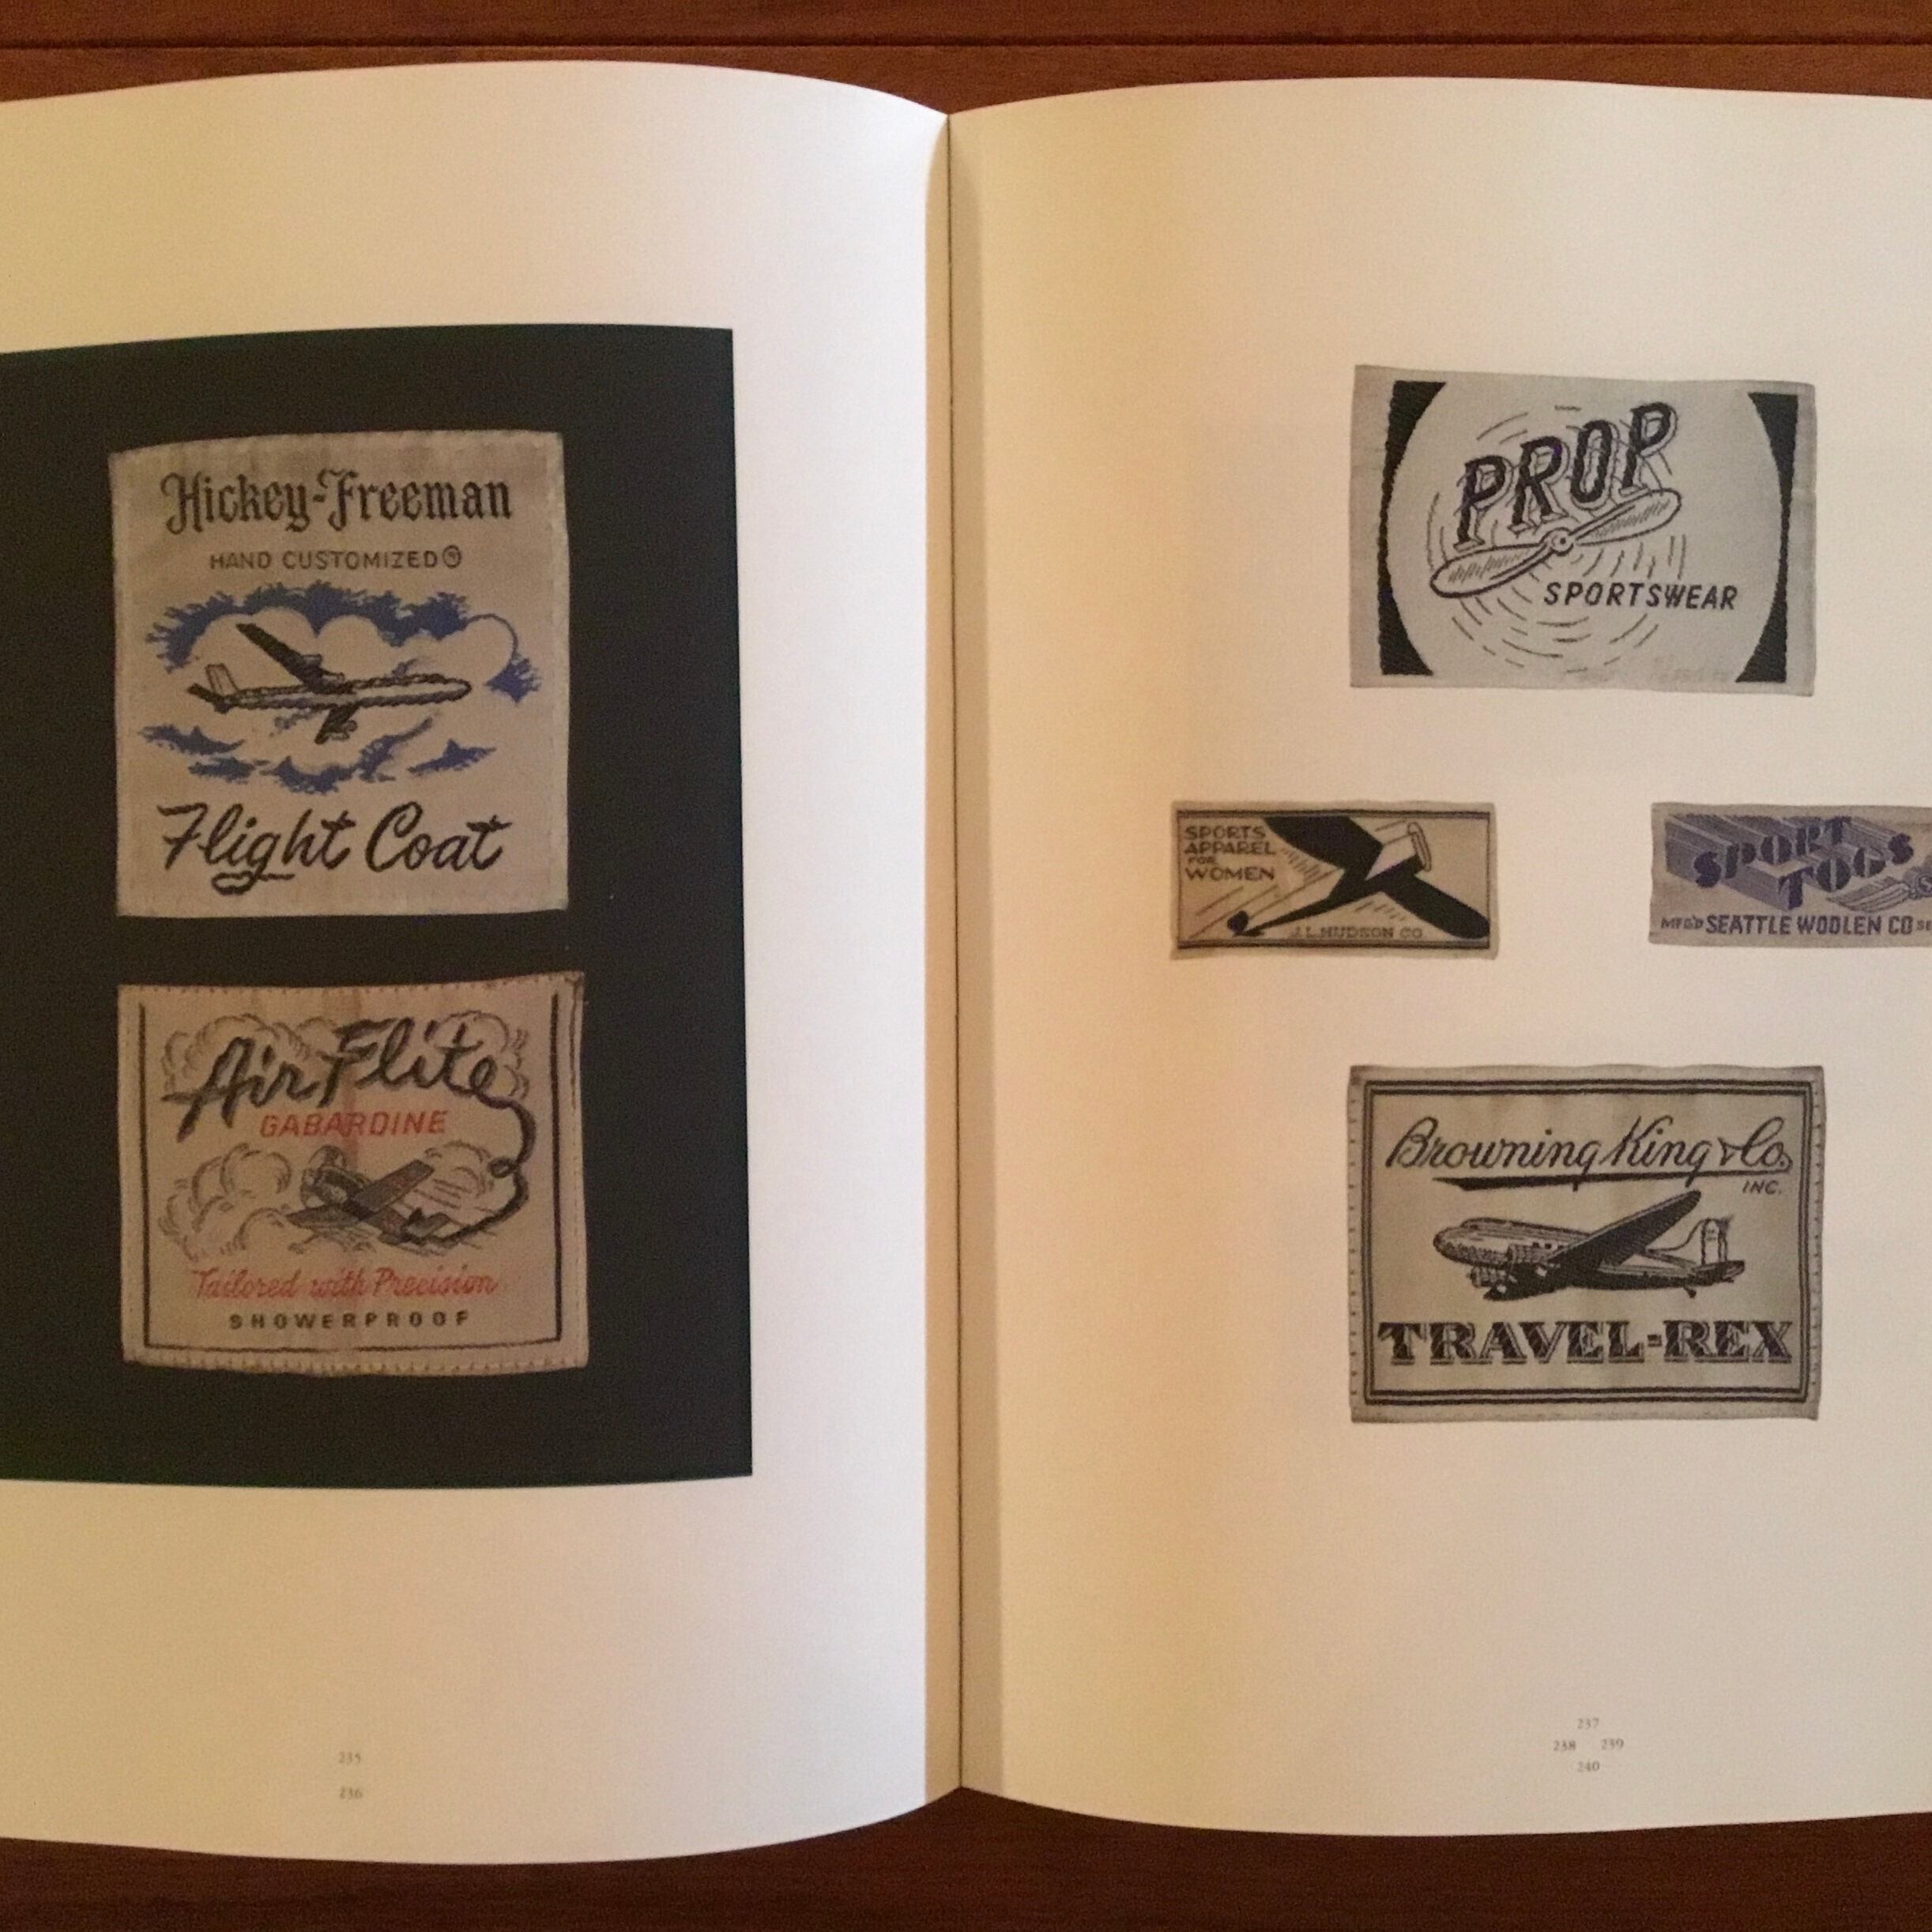 Hickey-Freeman
HAND CUSTOMIZED®
Flight Coat
Air Flite
GABARDINE
Tailored with Precision
SHOWERPROOF
235
236
PROP
SPORTSWEAR
SPORTS
APPAREL
FOR
WOMEN
J.L. HUDSON CO.
SPORT
TOGS
MFG'D SEATTLE WOOLEN CO SE
Browning King & Co.
INC.
TRAVEL-REX
237
238 239
240